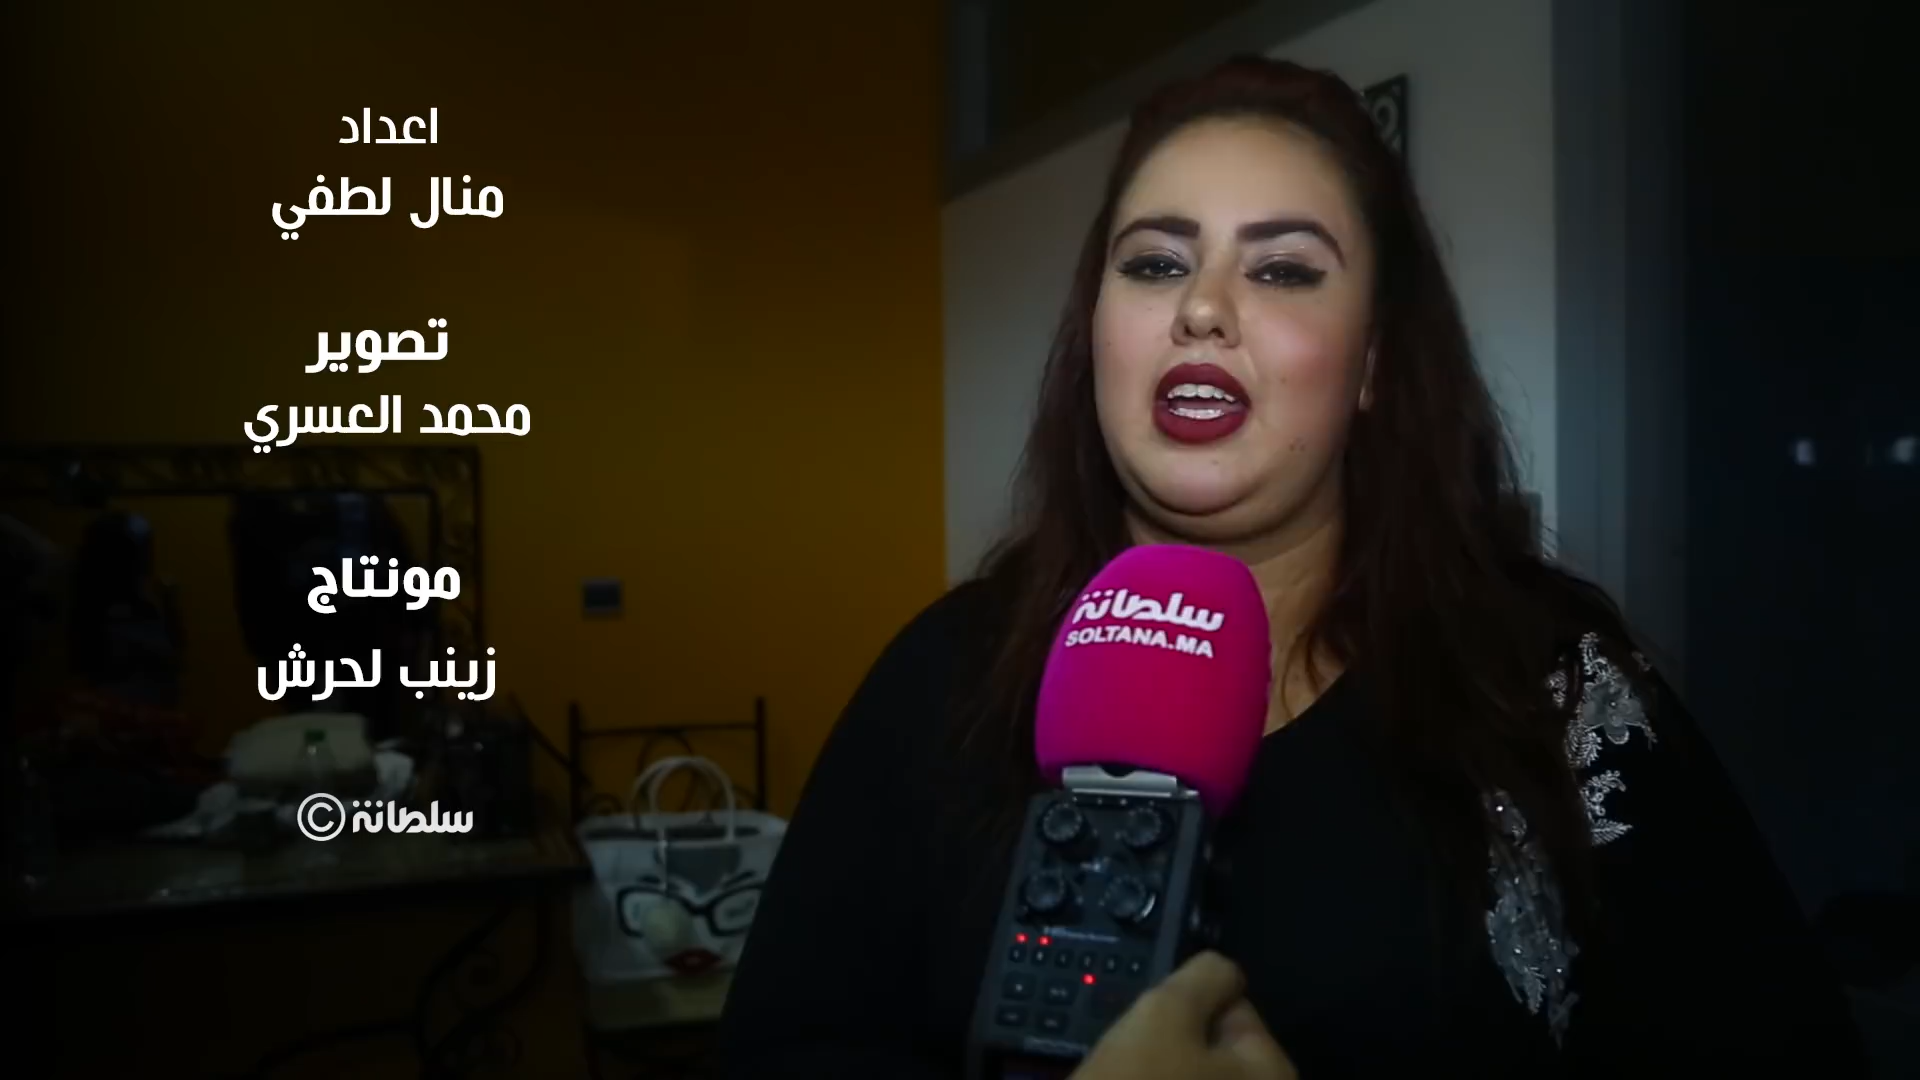 اعداد
منال لطفي
تصوير
محمد العسري
مونتاج
زينب لحرش
سلطانة ©
سلطانة
SOLTANA.MA